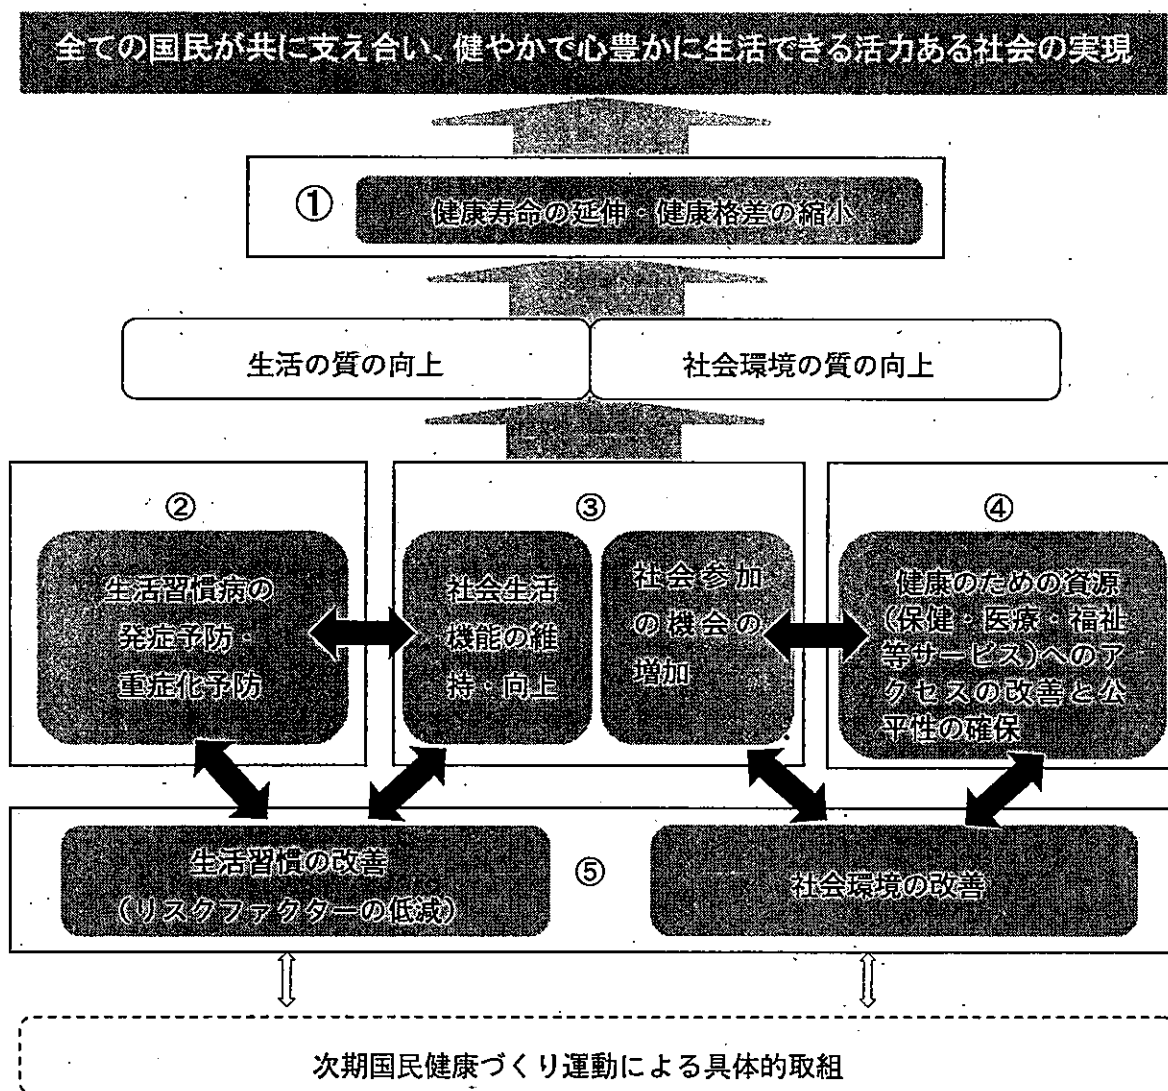 全ての国民が共に支え合い、健やかで心豊かに生活できる活力ある社会の実現
①
健康寿命の延伸・健康格差の縮小
生活の質の向上
社会環境の質の向上
②
生活習慣病の
発症予防・
重症化予防
③
社会生活
機能の維
持・向上
社会参加
の機会の
増加
④
健康のための資源
(保健・医療・福祉
等サービス)へのア
クセスの改善と公
平性の確保
生活習慣の改善
(リスクファクターの低減)
⑤
社会環境の改善
次期国民健康づくり運動による具体的取組